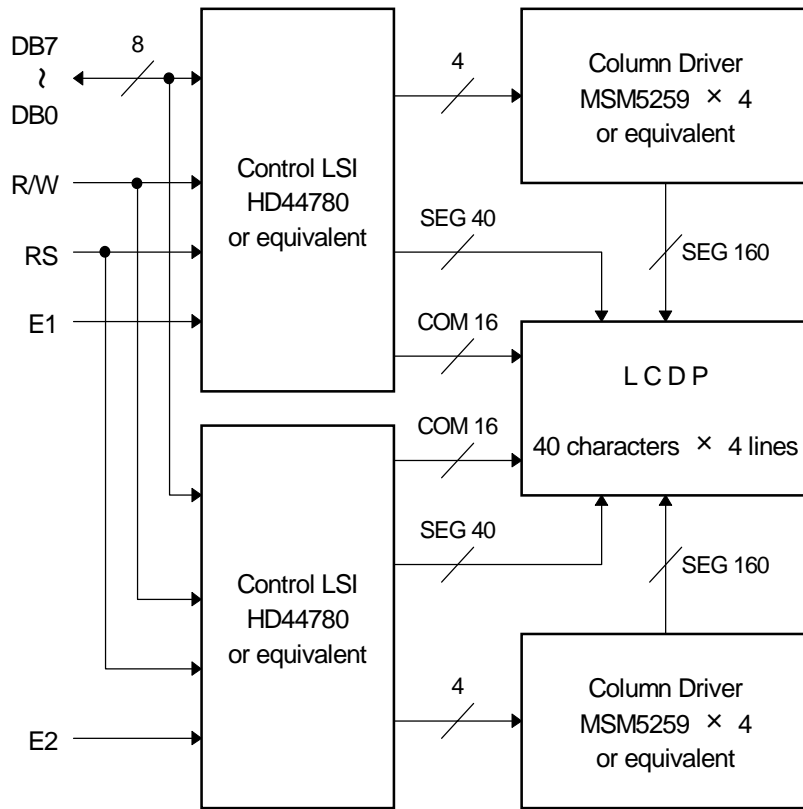 DB7
~
DB0
8
R/W
RS
E1
Control LSI
HD44780
or equivalent
4
Column Driver
MSM5259 × 4
or equivalent
SEG 40
SEG 160
COM 16
L C D P
40 characters × 4 lines
COM 16
SEG 40
SEG 160
Control LSI
HD44780
or equivalent
4
Column Driver
MSM5259 × 4
or equivalent
E2